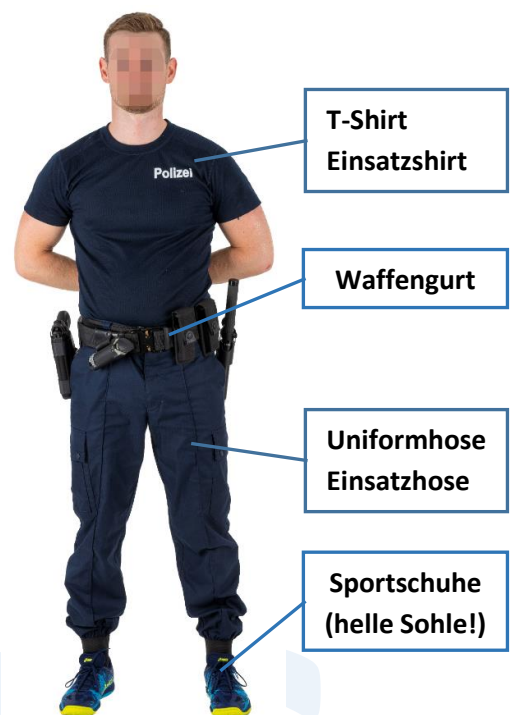 T-Shirt
Einsatzshirt
Polizei
Waffengurt
Uniformhose
Einsatzhose
Sportschuhe
(helle Sohle!)